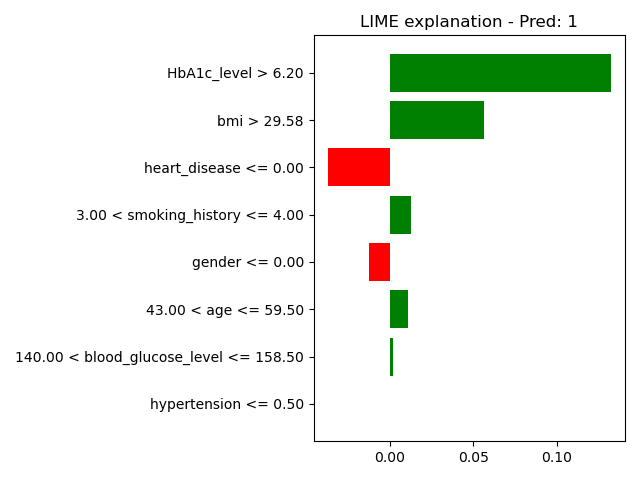 LIME explanation - Pred: 1
HbA1c_level > 6.20
bmi > 29.58
heart_disease <= 0.00
3.00 < smoking_history <= 4.00
gender <= 0.00
43.00 < age <= 59.50
140.00 < blood_glucose_level <= 158.50
hypertension <= 0.50
0.00 0.05 0.10